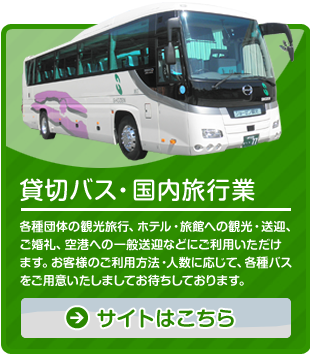 貸切バス・国内旅行業
各種団体の観光旅行、ホテル・旅館への観光・送迎、
ご婚礼、空港への一般送迎などにご利用いただけ
ます。お客様のご利用方法・人数に応じて、各種バス
をご用意いたしましてお待ちしております。
サイトはこちら